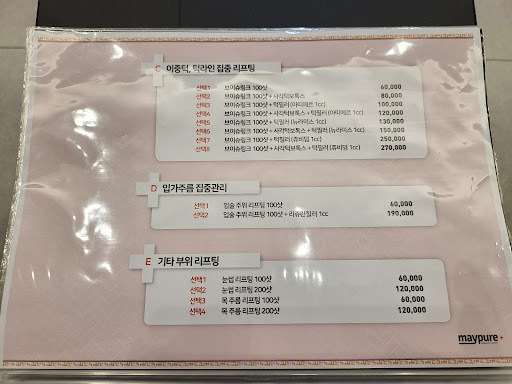 C 이중턱, 턱라인 집중 리프팅
선택1 브이슈링크 100샷 60,000
선택2 브이슈링크 100샷 + 사각턱보톡스 80,000
선택3 브이슈링크 100샷 + 턱필러 (아띠에르 1cc) 100,000
선택4 브이슈링크 100샷 + 사각턱보톡스 + 턱필러 (아띠에르 1cc) 120,000
선택5 브이슈링크 100샷 + 턱필러 (뉴라미스 1cc) 130,000
선택6 브이슈링크 100샷 + 사각턱보톡스 + 턱필러 (뉴라미스 1cc) 150,000
선택7 브이슈링크 100샷 + 턱필러 (쥬비덤 1cc) 250,000
선택8 브이슈링크 100샷 + 사각턱보톡스 + 턱필러 (쥬비덤 1cc) 270,000
D 입가주름 집중관리
선택1 입술 주위 리프팅 100샷 60,000
선택2 입술 주위 리프팅 100샷 + 리쥬란힐러 1cc 190,000
E 기타 부위 리프팅
선택1 눈썹 리프팅 100샷 60,000
선택2 눈썹 리프팅 200샷 120,000
선택3 목 주름 리프팅 100샷 60,000
선택4 목 주름 리프팅 200샷 120,000
maypure